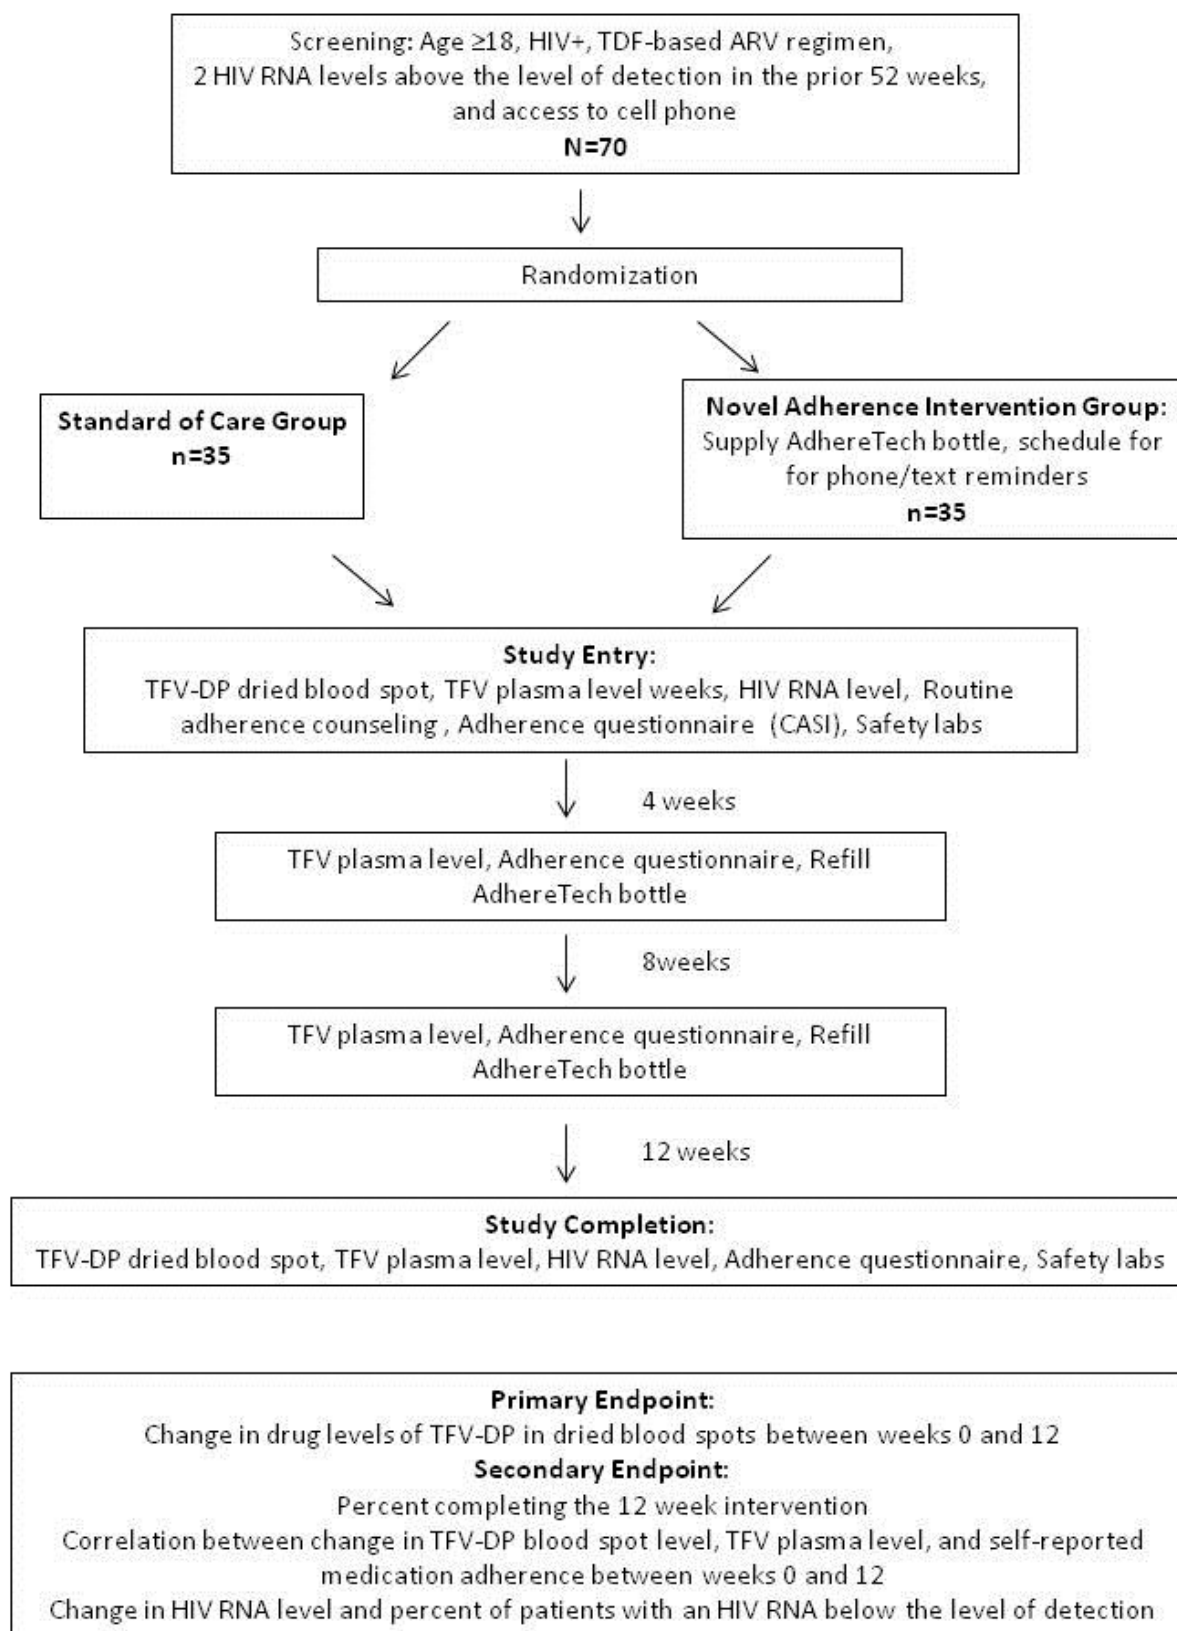 Screening: Age ≥18, HIV+, TDF-based ARV regimen,
2 HIV RNA levels above the level of detection in the prior 52 weeks,
and access to cell phone
N=70
Randomization
Standard of Care Group
n=35
Novel Adherence Intervention Group:
Supply AdhereTech bottle, schedule for
for phone/text reminders
n=35
Study Entry:
TFV-DP dried blood spot, TFV plasma level weeks, HIV RNA level, Routine
adherence counseling , Adherence questionnaire (CASI), Safety labs
4 weeks
TFV plasma level, Adherence questionnaire, Refill
AdhereTech bottle
8weeks
TFV plasma level, Adherence questionnaire, Refill
AdhereTech bottle
12 weeks
Study Completion:
TFV-DP dried blood spot, TFV plasma level, HIV RNA level, Adherence questionnaire, Safety labs
Primary Endpoint:
Change in drug levels of TFV-DP in dried blood spots between weeks 0 and 12
Secondary Endpoint:
Percent completing the 12 week intervention
Correlation between change in TFV-DP blood spot level, TFV plasma level, and self-reported
medication adherence between weeks 0 and 12
Change in HIV RNA level and percent of patients with an HIV RNA below the level of detection